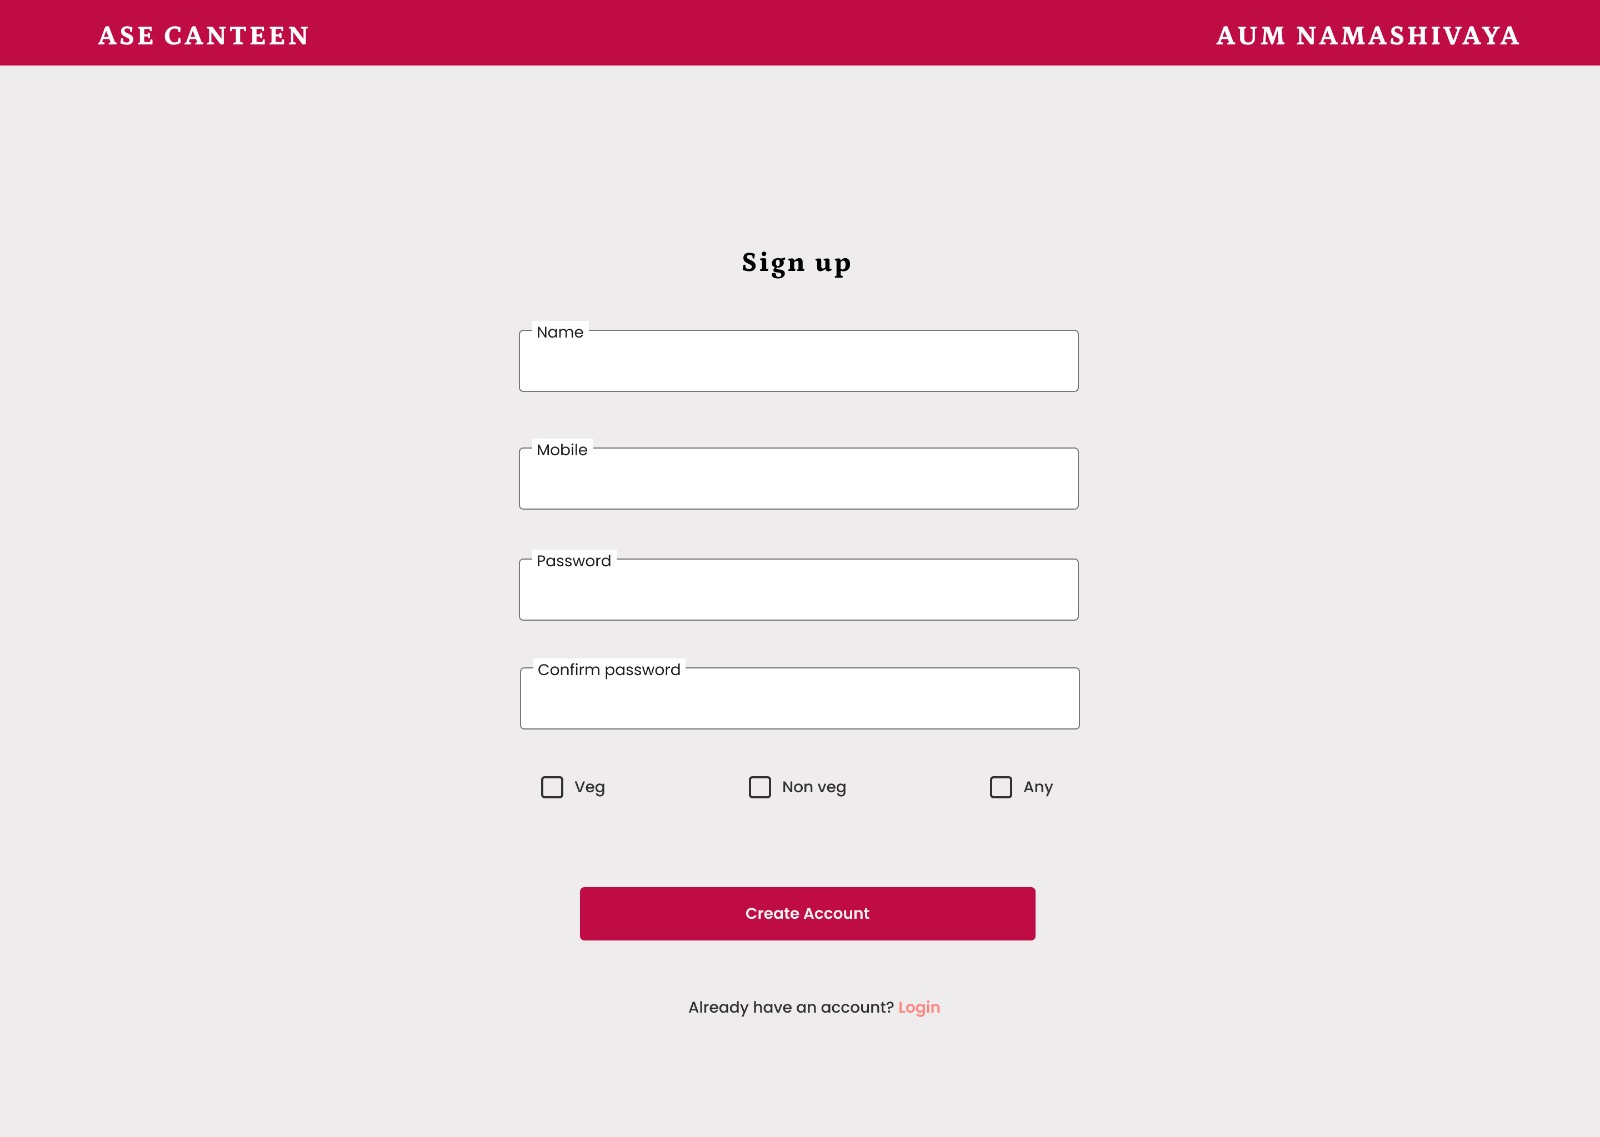 ASE CANTEEN
AUM NAMASHIVAYA
Sign up
Name
Mobile
Password
Confirm password
Veg
Non veg
Any
Create Account
Already have an account? Login